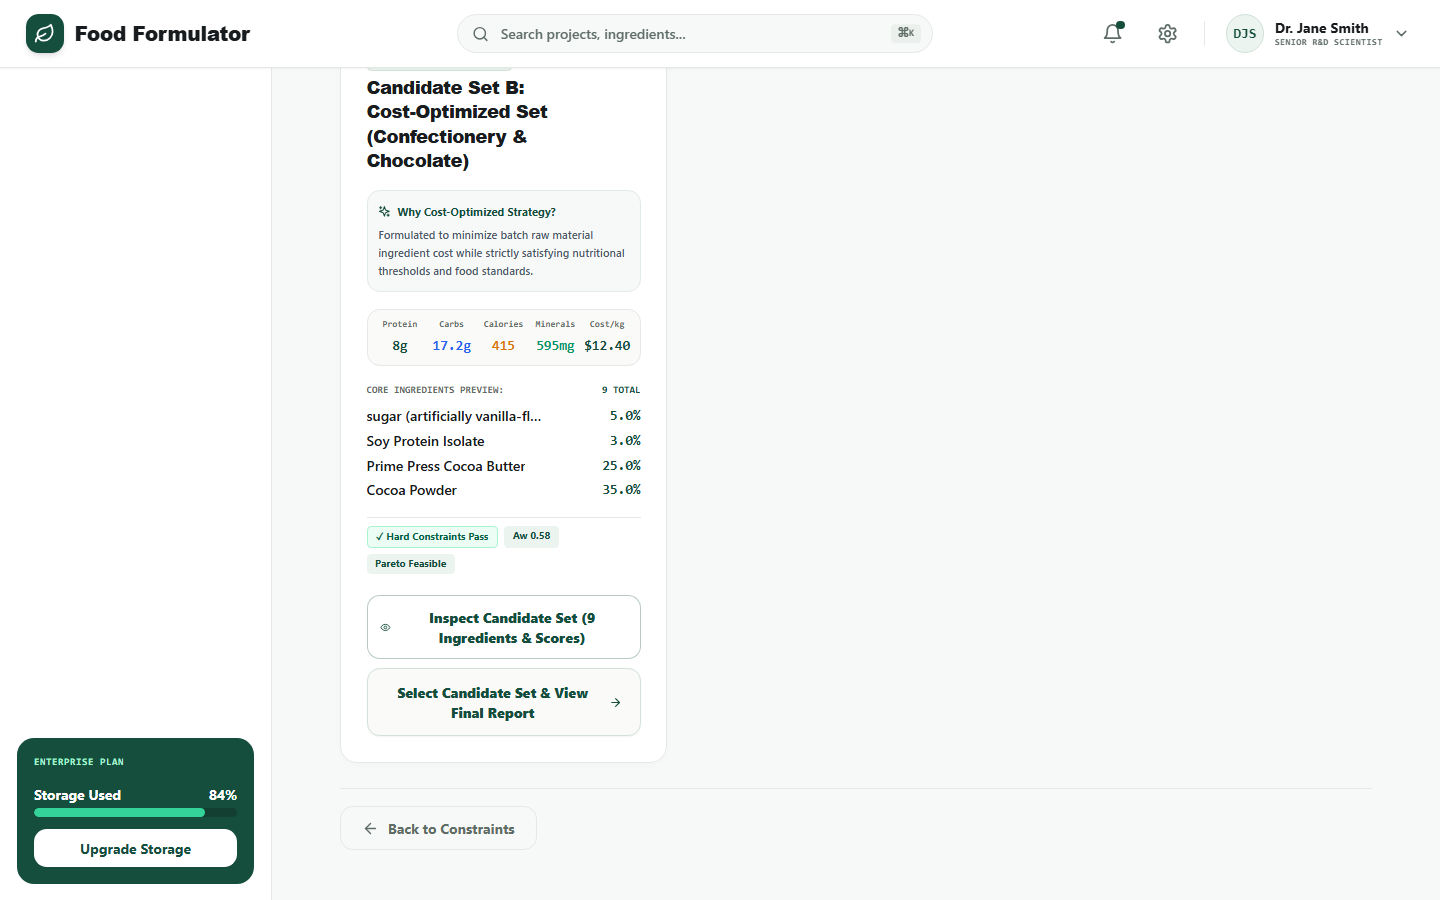 Food Formulator
Search projects, ingredients...
⌘K
DJS
Dr. Jane Smith
SENIOR R&D SCIENTIST
Candidate Set B:
Cost-Optimized Set
(Confectionery &
Chocolate)
Why Cost-Optimized Strategy?
Formulated to minimize batch raw material
ingredient cost while strictly satisfying nutritional
thresholds and food standards.
Protein Carbs Calories Minerals Cost/kg
8g 17.2g 415 595mg $12.40
CORE INGREDIENTS PREVIEW: 9 TOTAL
sugar (artificially vanilla-fl... 5.0%
Soy Protein Isolate 3.0%
Prime Press Cocoa Butter 25.0%
Cocoa Powder 35.0%
✓ Hard Constraints Pass Aw 0.58
Pareto Feasible
Inspect Candidate Set (9
Ingredients & Scores)
Select Candidate Set & View
Final Report
ENTERPRISE PLAN
Storage Used 84%
Upgrade Storage
Back to Constraints